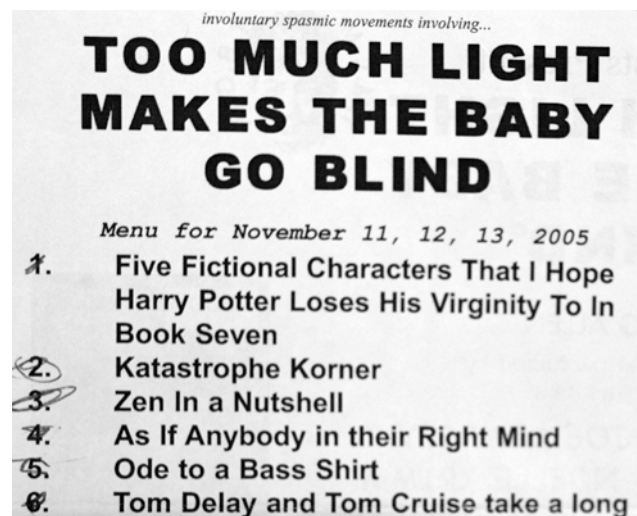 involuntary spasmic movements involving...
TOO MUCH LIGHT
MAKES THE BABY
GO BLIND
Menu for November 11, 12, 13, 2005
1. Five Fictional Characters That I Hope
Harry Potter Loses His Virginity To In
Book Seven
2. Katastrophe Korner
3. Zen In a Nutshell
4. As If Anybody in their Right Mind
5. Ode to a Bass Shirt
6. Tom Delay and Tom Cruise take a long